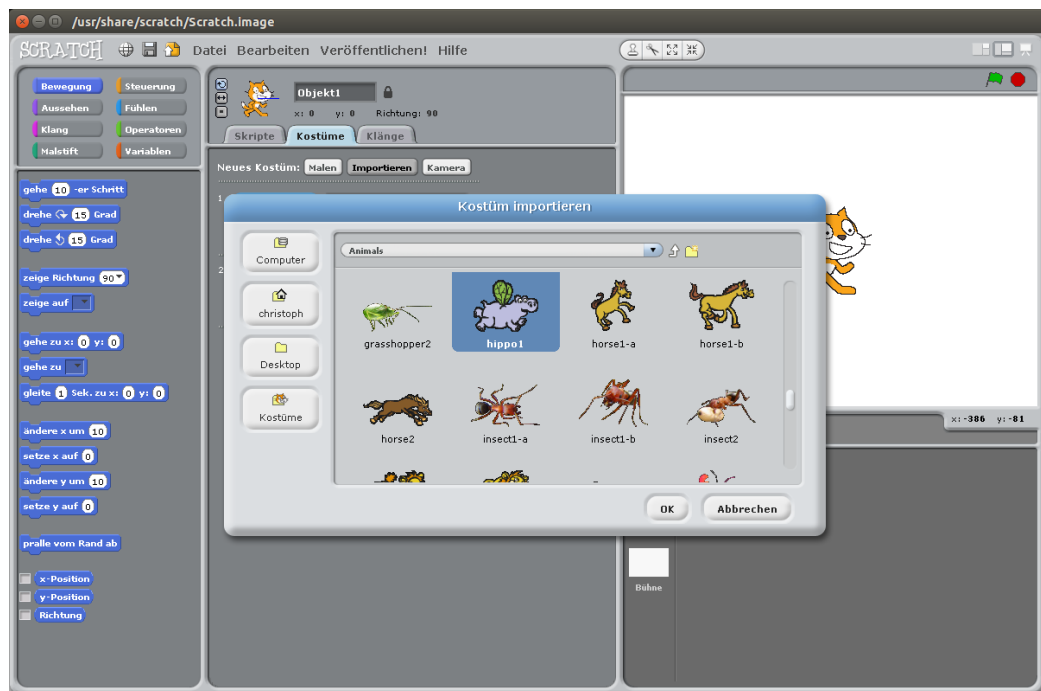 /usr/share/scratch/Scratch.image
SCRATCH Datei Bearbeiten Veröffentlichen! Hilfe
Bewegung Steuerung
Aussehen Fühlen
Klang Operatoren
Malstift Variablen
gehe 10 -er Schritt
drehe 15 Grad
drehe 15 Grad
zeige Richtung 90
zeige auf
gehe zu x: 0 y: 0
gehe zu
gleite 1 Sek. zu x: 0 y: 0
ändere x um 10
setze x auf 0
ändere y um 10
setze y auf 0
pralle vom Rand ab
x-Position
y-Position
Richtung
Objekt1
x: 0 y: 0 Richtung: 90
Skripte Kostüme Klänge
Neues Kostüm: Malen Importieren Kamera
1
2
Kostüm importieren
Computer
christoph
Desktop
Kostüme
Animals
grasshopper2 hippo1 horse1-a horse1-b
horse2 insect1-a insect1-b insect2
OK Abbrechen
x: -386 y: -81
Bühne